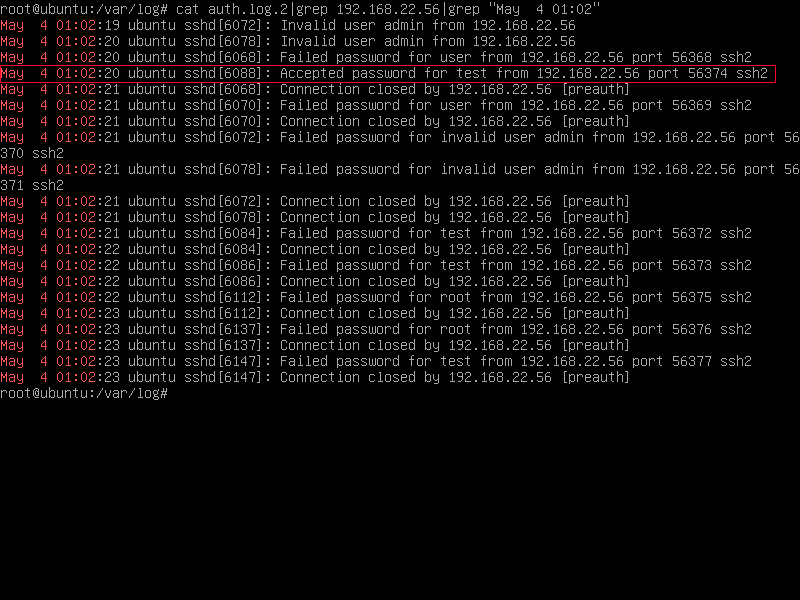 root@ubuntu:/var/log# cat auth.log.2|grep 192.168.22.56|grep "May  4 01:02"
May  4 01:02:19 ubuntu sshd[6072]: Invalid user admin from 192.168.22.56
May  4 01:02:20 ubuntu sshd[6078]: Invalid user admin from 192.168.22.56
May  4 01:02:20 ubuntu sshd[6068]: Failed password for user from 192.168.22.56 port 56368 ssh2
May  4 01:02:20 ubuntu sshd[6088]: Accepted password for test from 192.168.22.56 port 56374 ssh2
May  4 01:02:21 ubuntu sshd[6068]: Connection closed by 192.168.22.56 [preauth]
May  4 01:02:21 ubuntu sshd[6070]: Failed password for user from 192.168.22.56 port 56369 ssh2
May  4 01:02:21 ubuntu sshd[6070]: Connection closed by 192.168.22.56 [preauth]
May  4 01:02:21 ubuntu sshd[6072]: Failed password for invalid user admin from 192.168.22.56 port 56
370 ssh2
May  4 01:02:21 ubuntu sshd[6078]: Failed password for invalid user admin from 192.168.22.56 port 56
371 ssh2
May  4 01:02:21 ubuntu sshd[6072]: Connection closed by 192.168.22.56 [preauth]
May  4 01:02:21 ubuntu sshd[6078]: Connection closed by 192.168.22.56 [preauth]
May  4 01:02:21 ubuntu sshd[6084]: Failed password for test from 192.168.22.56 port 56372 ssh2
May  4 01:02:22 ubuntu sshd[6084]: Connection closed by 192.168.22.56 [preauth]
May  4 01:02:22 ubuntu sshd[6086]: Failed password for test from 192.168.22.56 port 56373 ssh2
May  4 01:02:22 ubuntu sshd[6086]: Connection closed by 192.168.22.56 [preauth]
May  4 01:02:22 ubuntu sshd[6112]: Failed password for root from 192.168.22.56 port 56375 ssh2
May  4 01:02:23 ubuntu sshd[6112]: Connection closed by 192.168.22.56 [preauth]
May  4 01:02:23 ubuntu sshd[6137]: Failed password for root from 192.168.22.56 port 56376 ssh2
May  4 01:02:23 ubuntu sshd[6137]: Connection closed by 192.168.22.56 [preauth]
May  4 01:02:23 ubuntu sshd[6147]: Failed password for test from 192.168.22.56 port 56377 ssh2
May  4 01:02:23 ubuntu sshd[6147]: Connection closed by 192.168.22.56 [preauth]
root@ubuntu:/var/log#